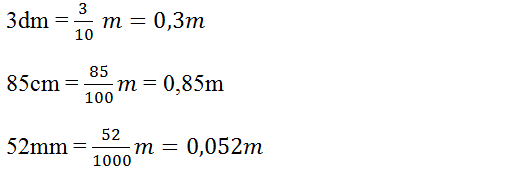 3dm = 3/10 m = 0,3m
85cm = 85/100 m = 0,85m
52mm = 52/1000 m = 0,052m